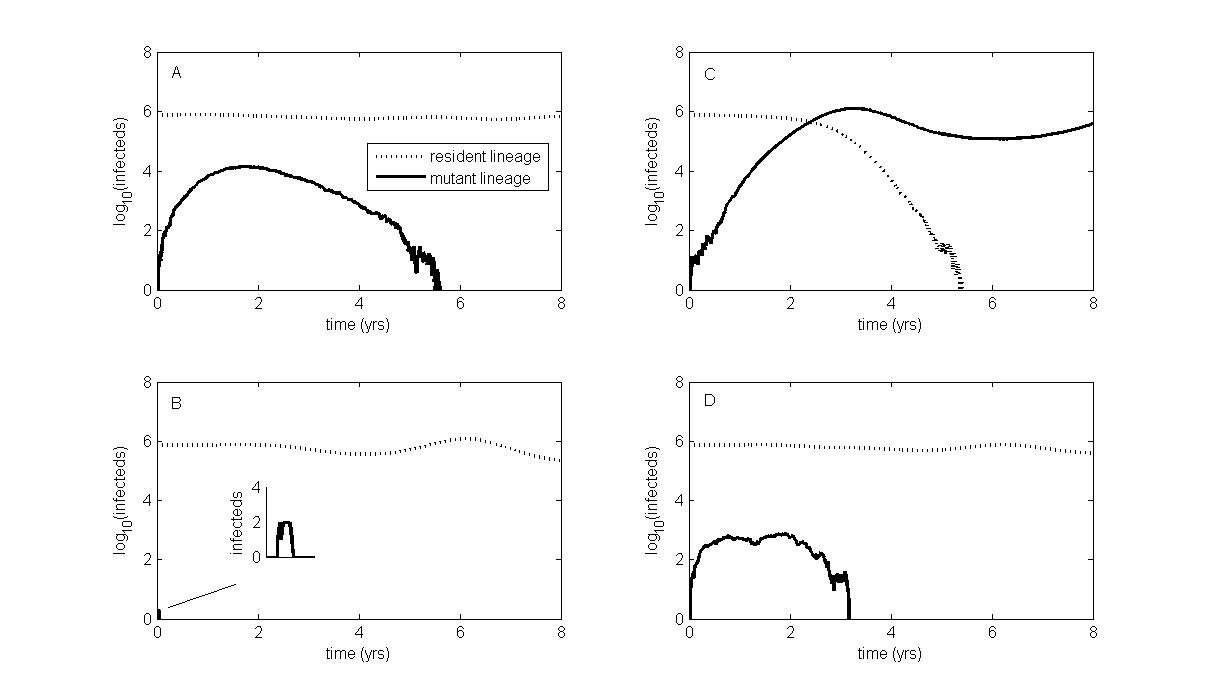 A
8
6
4
2
0
log10(infecteds)
resident lineage
mutant lineage
0 2 4 6 8
time (yrs)
C
8
6
4
2
0
log10(infecteds)
0 2 4 6 8
time (yrs)
B
8
6
4
2
0
log10(infecteds)
4
2
0
infecteds
0 2 4 6 8
time (yrs)
D
8
6
4
2
0
log10(infecteds)
0 2 4 6 8
time (yrs)